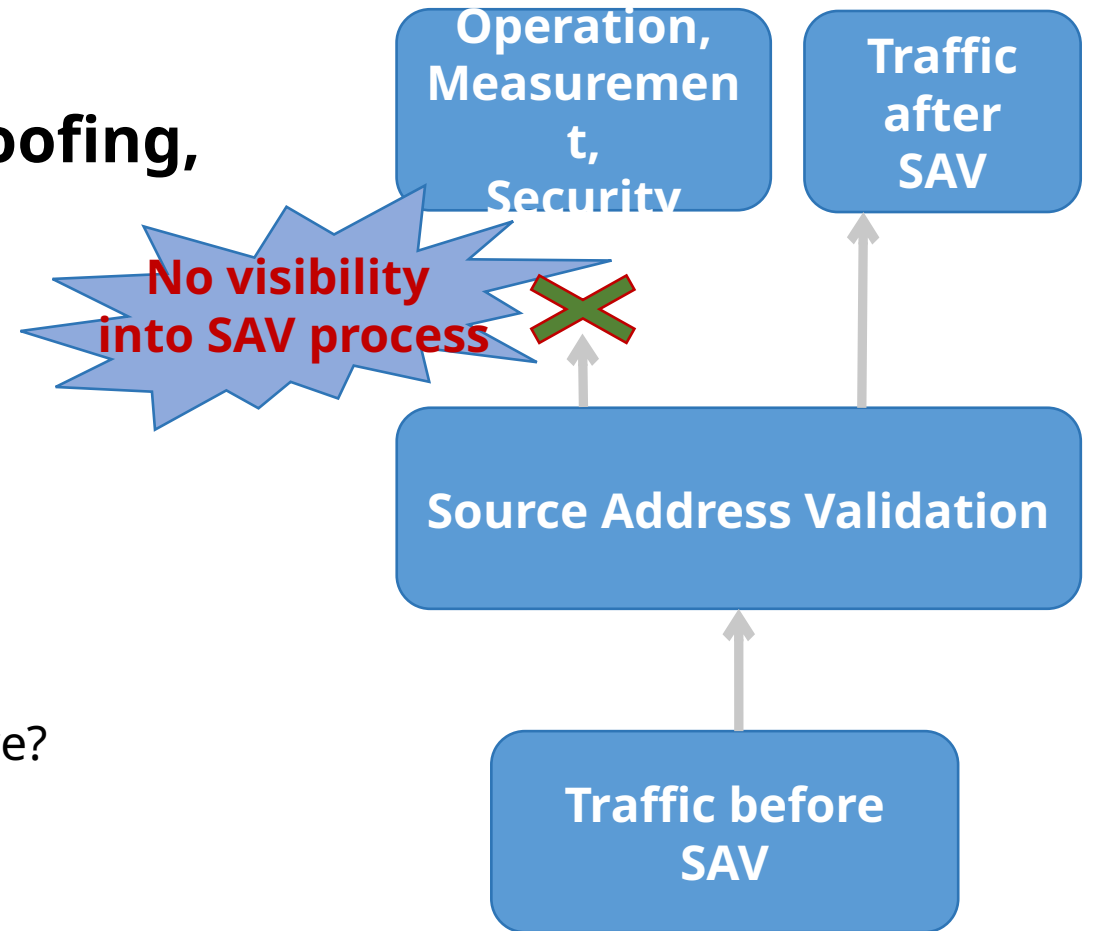 Operation,
Measuremen
t,
Security
Traffic
after
SAV
oofing,
No visibility
into SAV process
Source Address Validation
e?
Traffic before
SAV